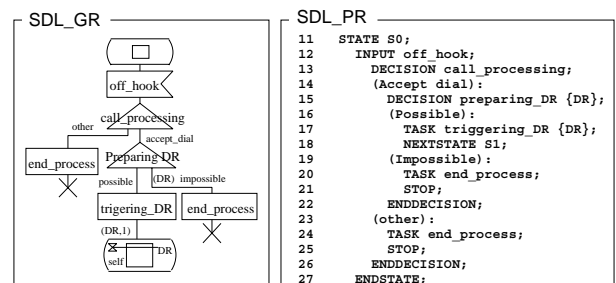 SDL_GR
off_hook
call_processing
other
accept_dial
end_process
Preparing DR
possible
(DR) impossible
trigering_DR
end_process
(DR,1)
DR
self
SDL_PR
11 STATE S0;
12 INPUT off_hook;
13 DECISION call_processing;
14 (Accept dial):
15 DECISION preparing_DR {DR};
16 (Possible):
17 TASK triggering_DR {DR};
18 NEXTSTATE S1;
19 (Impossible):
20 TASK end_process;
21 STOP;
22 ENDDECISION;
23 (other):
24 TASK end_process;
25 STOP;
26 ENDDECISION;
27 ENDSTATE;